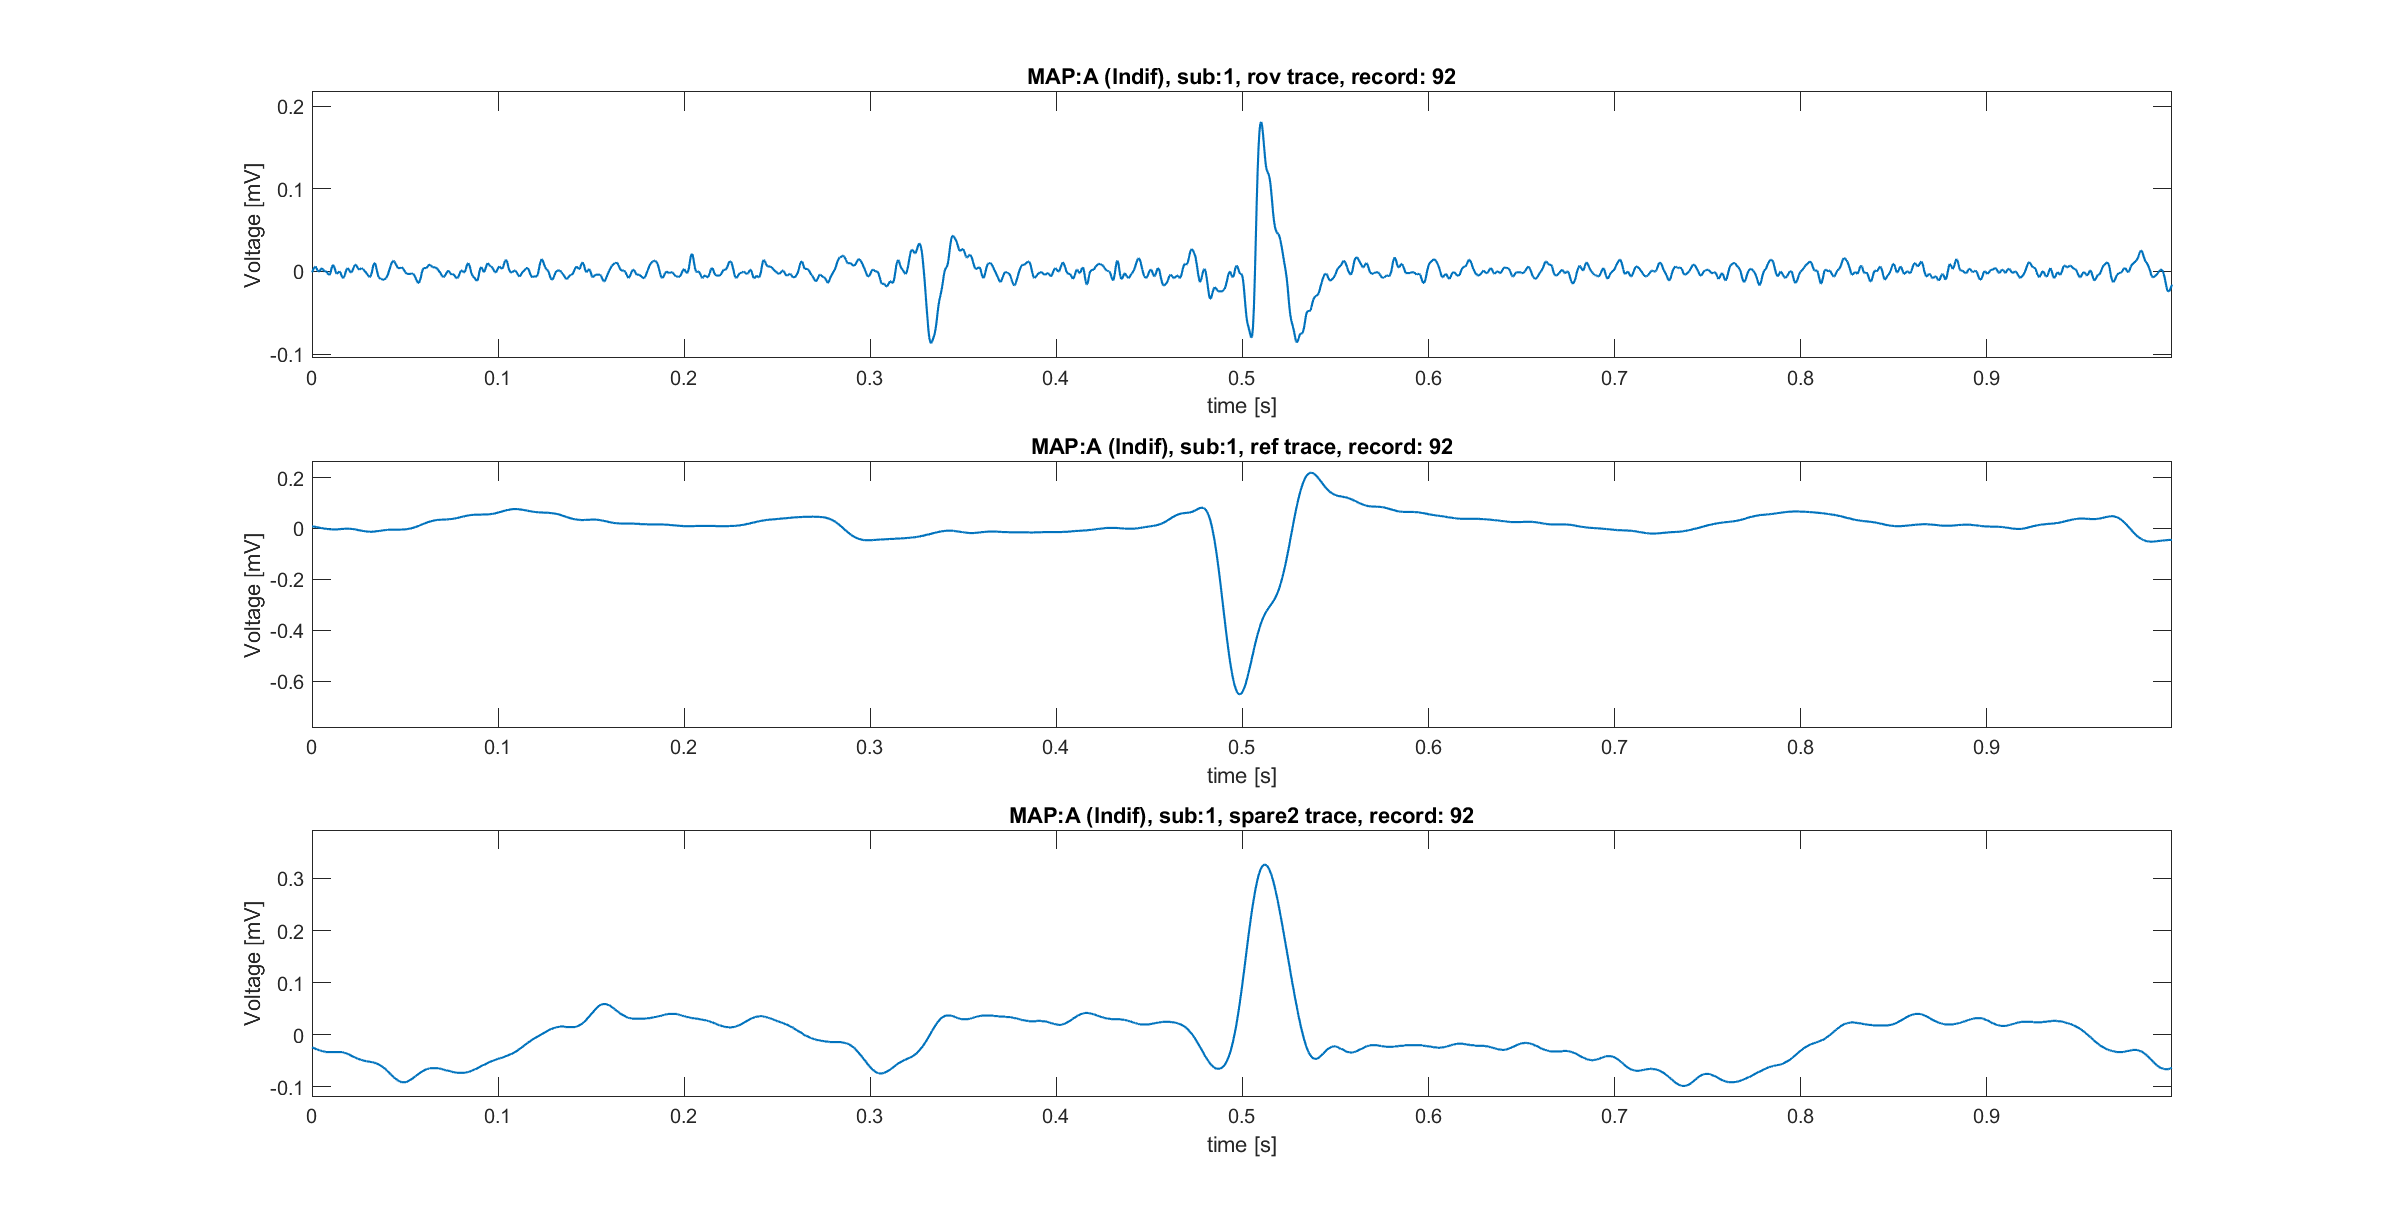 MAP:A (Indif), sub:1, rov trace, record: 92
Voltage [mV]
0.2
0.1
0
-0.1
0 0.1 0.2 0.3 0.4 0.5 0.6 0.7 0.8 0.9
time [s]
MAP:A (Indif), sub:1, ref trace, record: 92
Voltage [mV]
0.2
0
-0.2
-0.4
-0.6
0 0.1 0.2 0.3 0.4 0.5 0.6 0.7 0.8 0.9
time [s]
MAP:A (Indif), sub:1, spare2 trace, record: 92
Voltage [mV]
0.3
0.2
0.1
0
-0.1
0 0.1 0.2 0.3 0.4 0.5 0.6 0.7 0.8 0.9
time [s]